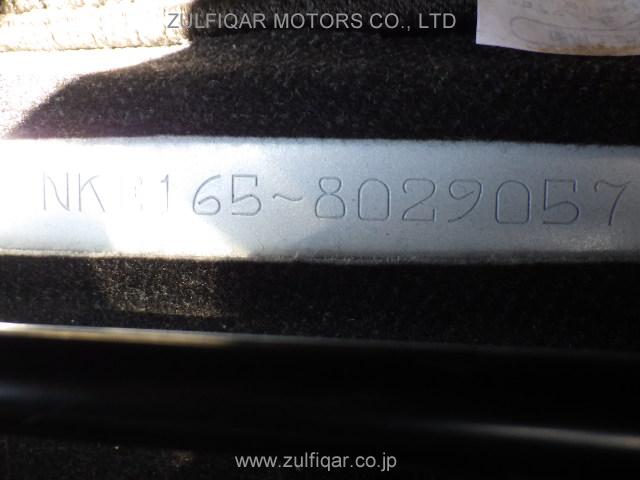 ZULFIQAR MOTORS CO., LTD
NKE165~8029057
www.zulfiqar.co.jp